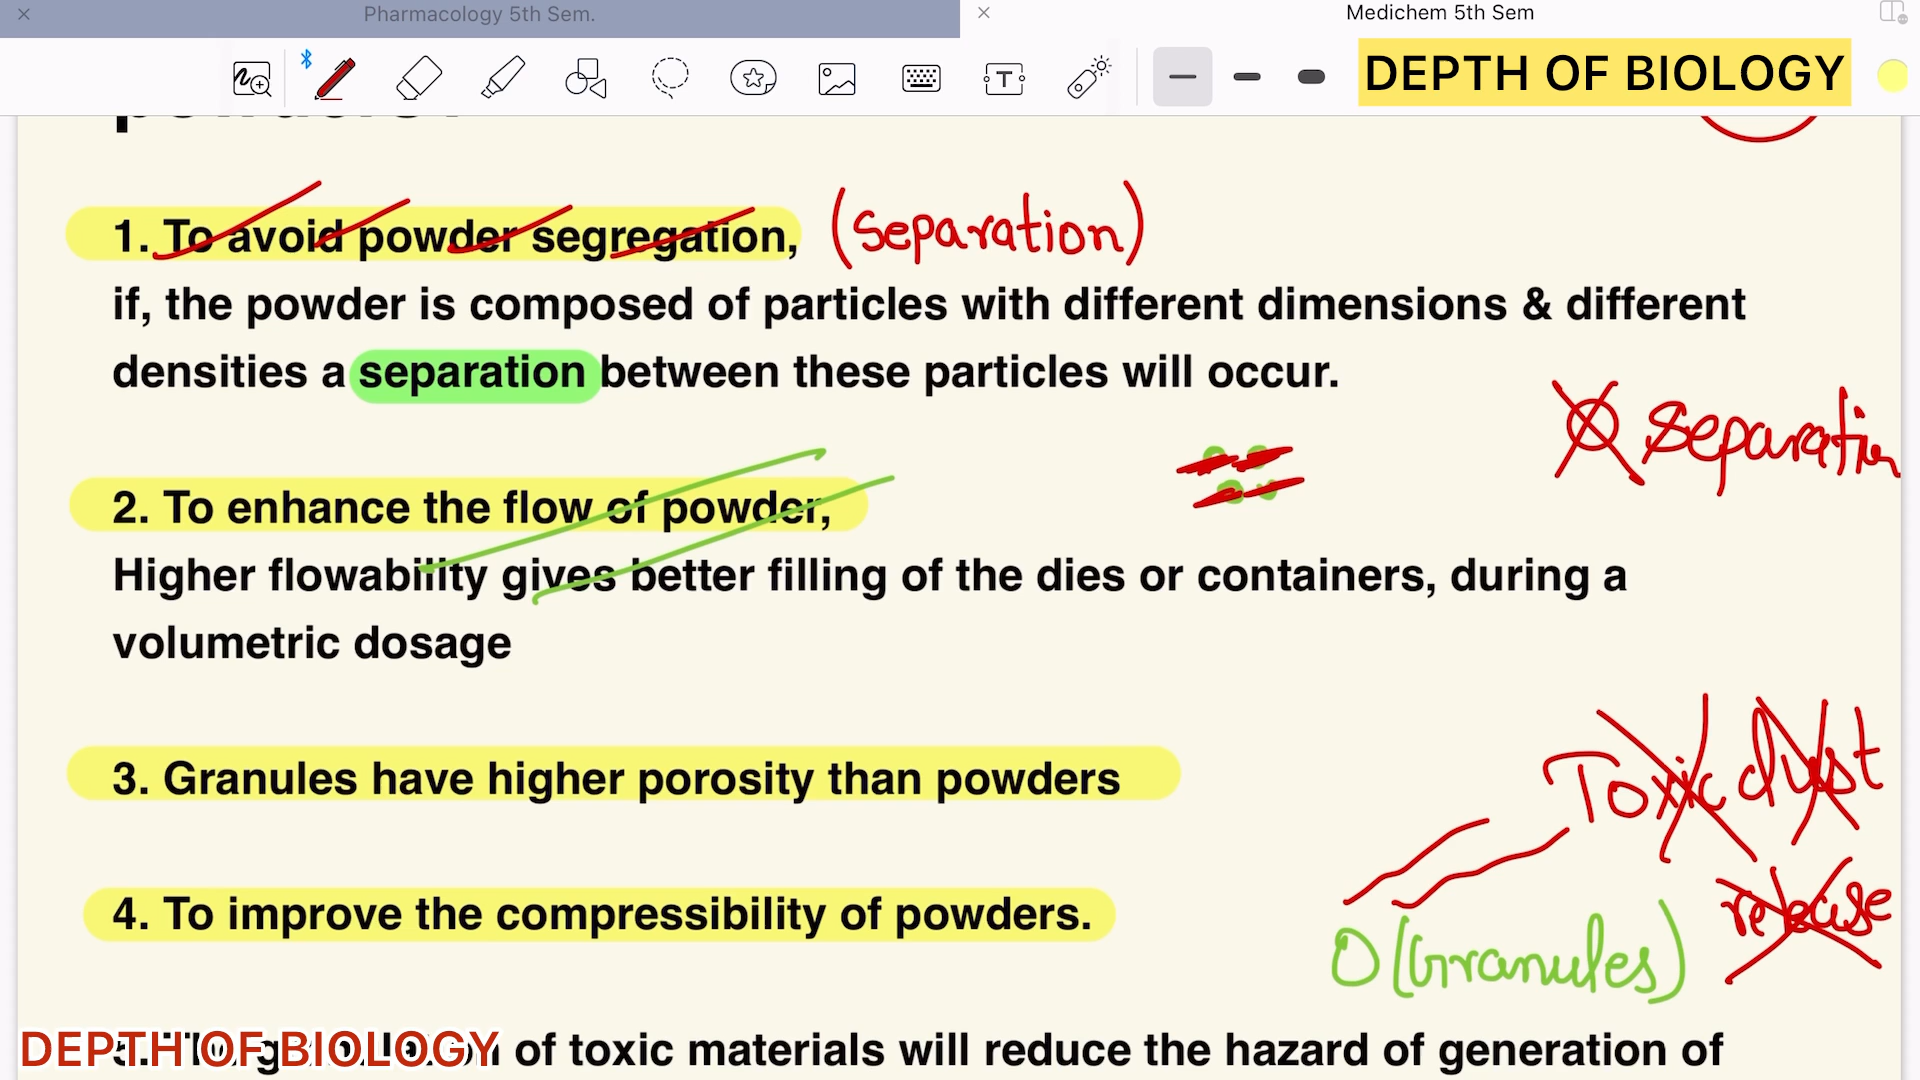 Pharmacology 5th Sem.
Medichem 5th Sem
DEPTH OF BIOLOGY
1. To avoid powder segregation, (separation)
if, the powder is composed of particles with different dimensions & different
densities a separation between these particles will occur.
separation
2. To enhance the flow of powder,
Higher flowability gives better filling of the dies or containers, during a
volumetric dosage
3. Granules have higher porosity than powders
Toxic dust
release
4. To improve the compressibility of powders.
(Granules)
of toxic materials will reduce the hazard of generation of
DEPTH OF BIOLOGY